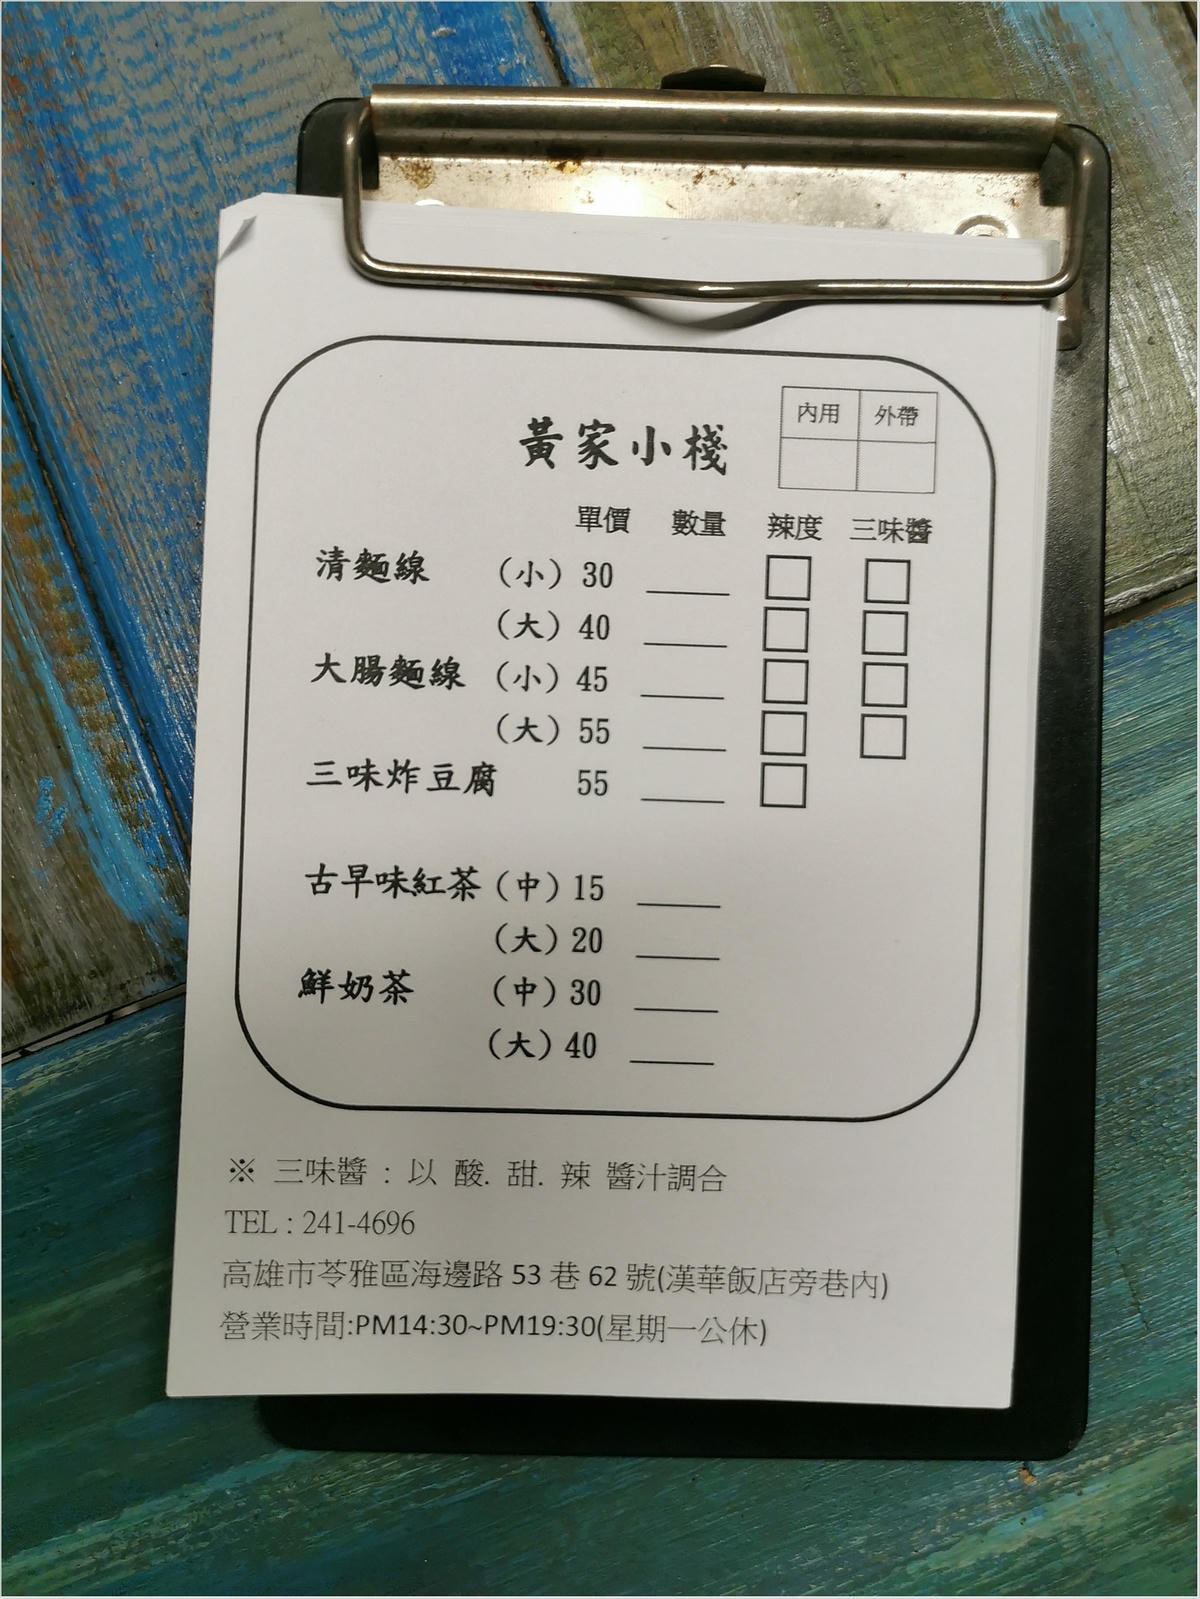 黃家小棧
內用 外帶
單價 數量 辣度 三味醬
清麵線 (小) 30
(大) 40
大腸麵線 (小) 45
(大) 55
三味炸豆腐 55
古早味紅茶 (中) 15
(大) 20
鮮奶茶 (中) 30
(大) 40
※ 三味醬 : 以 酸. 甜. 辣 醬汁調合
TEL : 241-4696
高雄市苓雅區海邊路 53 巷 62 號(漢華飯店旁巷內)
營業時間:PM14:30~PM19:30(星期一公休)